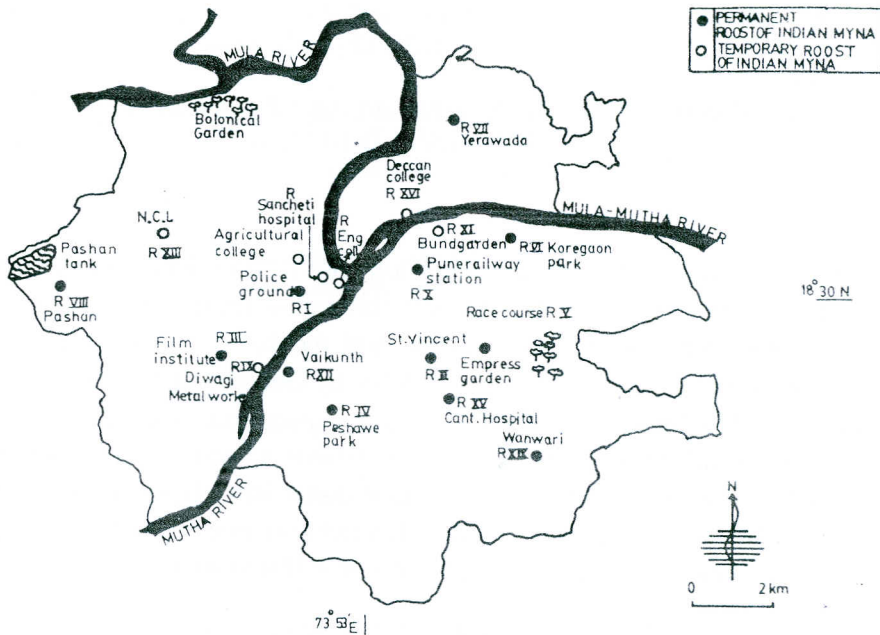 PERMANENT
ROOST OF INDIAN MYNA
TEMPORARY ROOST
OF INDIAN MYNA
MULA RIVER
Botonical
Garden
R VII
Yerawada
Deccan
college
R XVI
R
Sancheti
hospital
R
Eng
coll
Agricultural
college
N.C.L
R XIII
R XI
Bundgarden
MULA-MUTHA RIVER
R VI Koregaon
park
Pashan
tank
R VIII
Pashan
Police
ground
R I
Punerailway
station
R X
18° 30 N
Race course R V
R III
Film
institute
R IX
Diwagi
Metal work
Vaikunth
R XII
St. Vincent
R II
Empress
garden
R IV
Peshawe
park
R XV
Cant. Hospital
Wanwari
MUTHA RIVER
N
0 2 km
73° 53' E